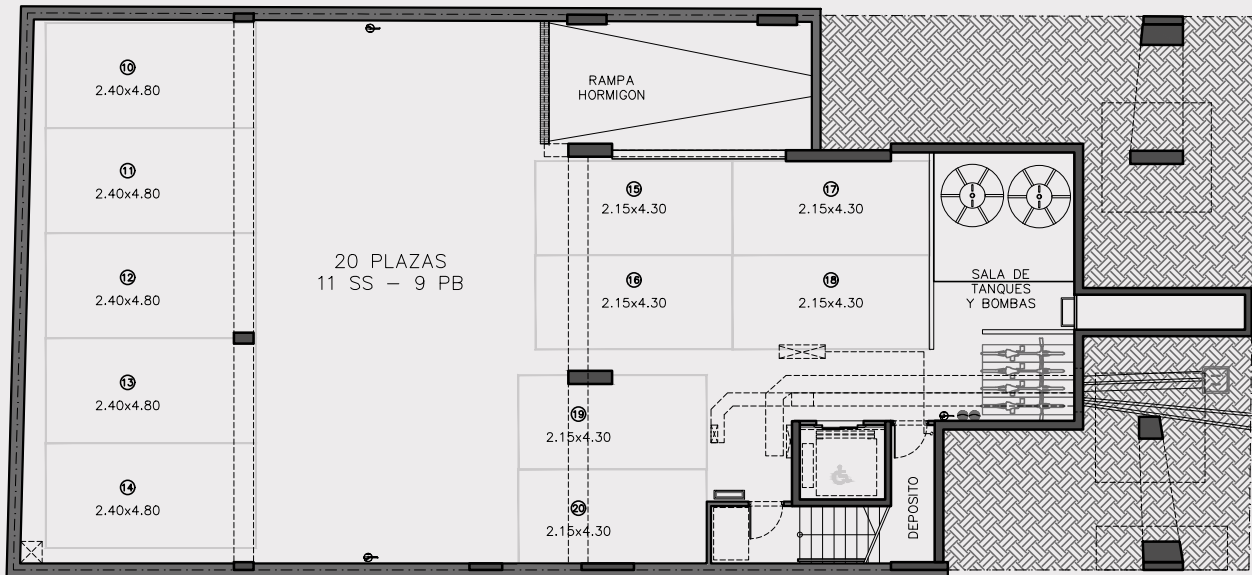 10
2.40x4.80
11
2.40x4.80
12
2.40x4.80
13
2.40x4.80
14
2.40x4.80
20 PLAZAS
11 SS – 9 PB
RAMPA
HORMIGON
15
2.15x4.30
17
2.15x4.30
16
2.15x4.30
18
2.15x4.30
SALA DE
TANQUES
Y BOMBAS
19
2.15x4.30
20
2.15x4.30
DEPOSITO